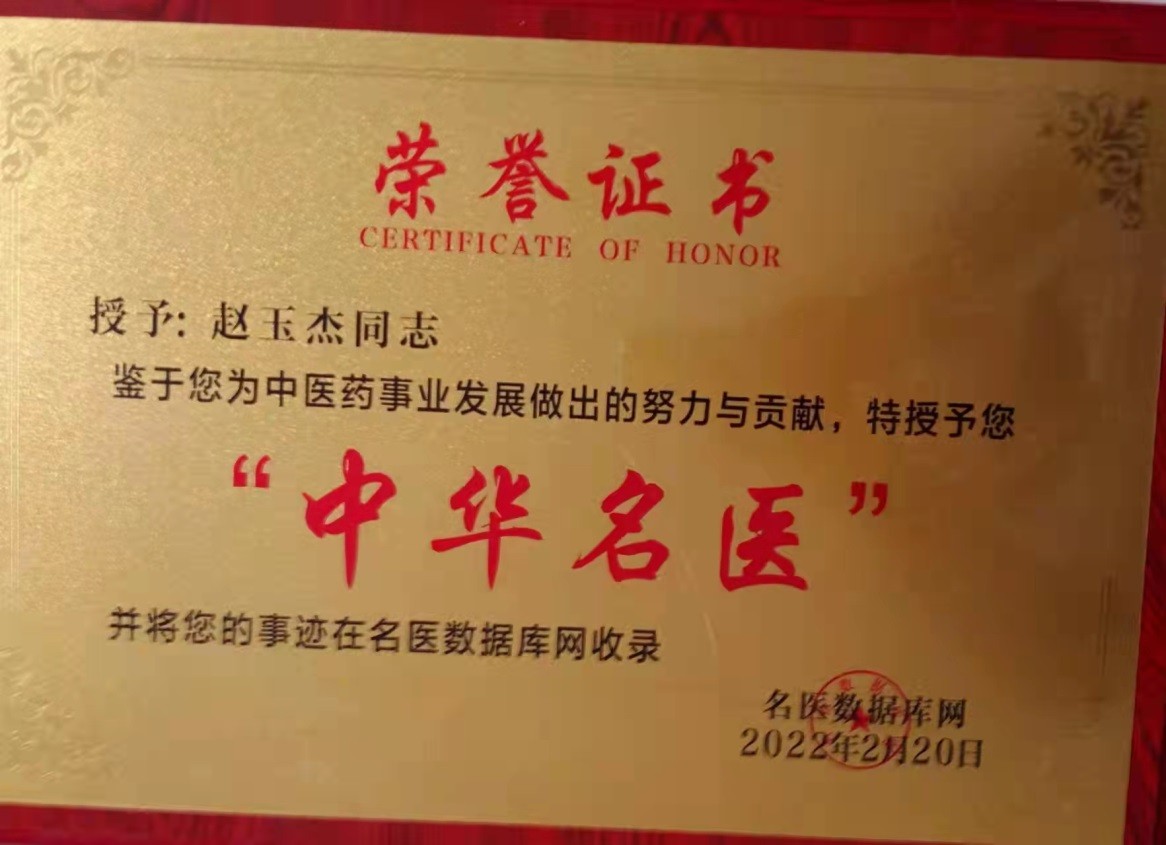 荣誉证书
CERTIFICATE OF HONOR
授予：赵玉杰同志
鉴于您为中医药事业发展做出的努力与贡献，特授予您
“中华名医”
并将您的事迹在名医数据库网收录
名医数据库网
2022年2月20日